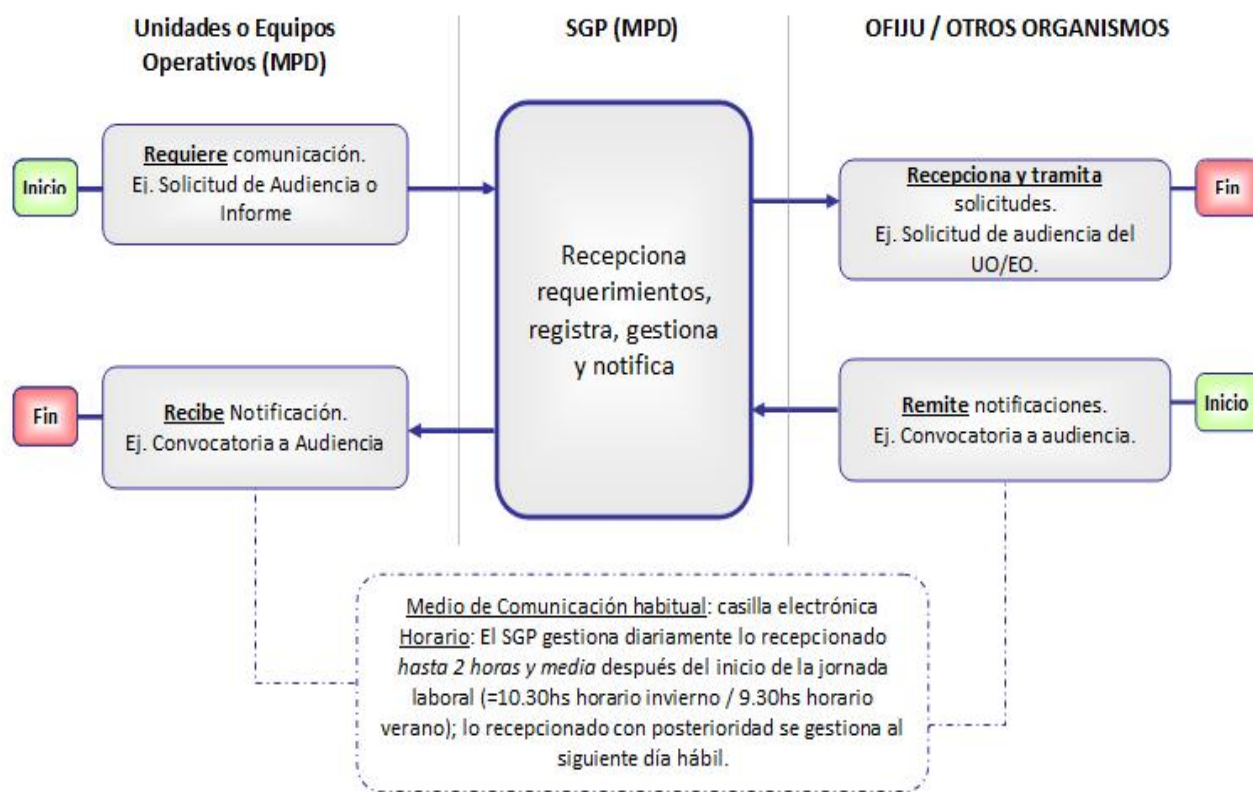 Unidades o Equipos
Operativos (MPD)
SGP (MPD)
OFIJU / OTROS ORGANISMOS
Inicio
Requiere comunicación.
Ej. Solicitud de Audiencia o
Informe
Recepciona
requerimientos,
registra, gestiona
y notifica
Recepciona y tramita
solicitudes.
Ej. Solicitud de audiencia del
UO/EO.
Fin
Fin
Recibe Notificación.
Ej. Convocatoria a Audiencia
Remite notificaciones.
Ej. Convocatoria a audiencia.
Inicio
Medio de Comunicación habitual: casilla electrónica
Horario: El SGP gestiona diariamente lo recepcionado
hasta 2 horas y media después del inicio de la jornada
laboral (=10.30hs horario invierno / 9.30hs horario
verano); lo recepcionado con posterioridad se gestiona al
siguiente día hábil.